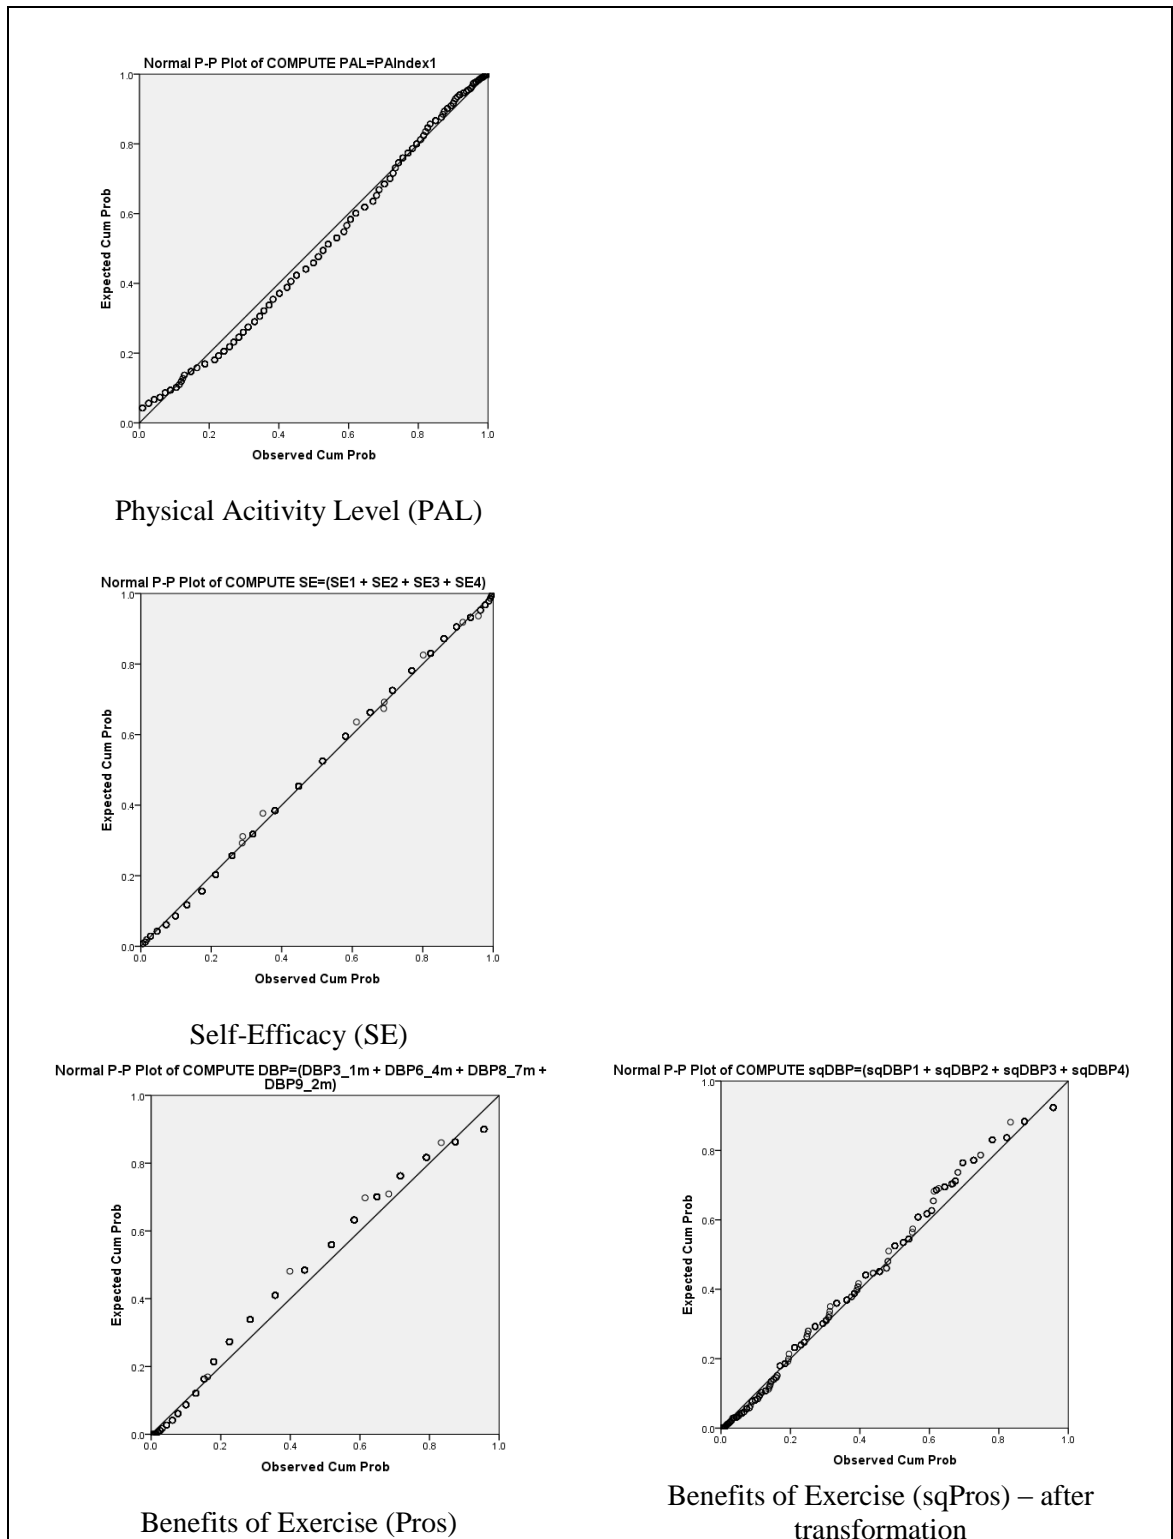 Normal P-P Plot of COMPUTE PAL=PAIndex1
1.0
0.8
0.6
0.4
0.2
0.0
Expected Cum Prob
0.0 0.2 0.4 0.6 0.8 1.0
Observed Cum Prob
Physical Acitivity Level (PAL)
Normal P-P Plot of COMPUTE SE=(SE1 + SE2 + SE3 + SE4)
1.0
0.8
0.6
0.4
0.2
0.0
Expected Cum Prob
0.0 0.2 0.4 0.6 0.8 1.0
Observed Cum Prob
Self-Efficacy (SE)
Normal P-P Plot of COMPUTE DBP=(DBP3_1m + DBP6_4m + DBP8_7m +
DBP9_2m)
1.0
0.8
0.6
0.4
0.2
0.0
Expected Cum Prob
0.0 0.2 0.4 0.6 0.8 1.0
Observed Cum Prob
Benefits of Exercise (Pros)
Normal P-P Plot of COMPUTE sqDBP=(sqDBP1 + sqDBP2 + sqDBP3 + sqDBP4)
1.0
0.8
0.6
0.4
0.2
0.0
Expected Cum Prob
0.0 0.2 0.4 0.6 0.8 1.0
Observed Cum Prob
Benefits of Exercise (sqPros) – after
transformation